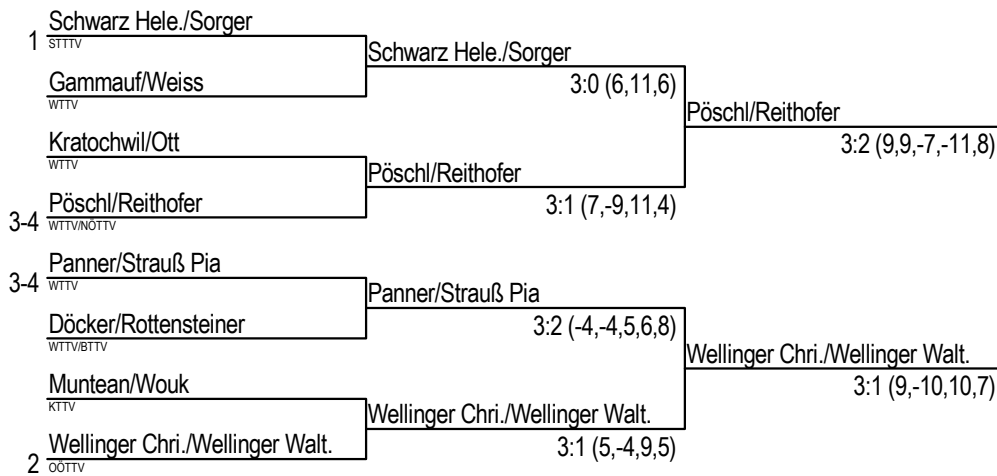 Schwarz Hele./Sorger
1
STTTV
Schwarz Hele./Sorger
Gammauf/Weiss
WTTV
3:0 (6,11,6)
Pöschl/Reithofer
Kratochwil/Ott
WTTV
3:2 (9,9,-7,-11,8)
Pöschl/Reithofer
Pöschl/Reithofer
3-4
WTTV/NÖTTV
3:1 (7,-9,11,4)
Panner/Strauß Pia
3-4
WTTV
Panner/Strauß Pia
Döcker/Rottensteiner
WTTV/BTTV
3:2 (-4,-4,5,6,8)
Wellinger Chri./Wellinger Walt.
Muntean/Wouk
KTTV
3:1 (9,-10,10,7)
Wellinger Chri./Wellinger Walt.
Wellinger Chri./Wellinger Walt.
2
OÖTTV
3:1 (5,-4,9,5)